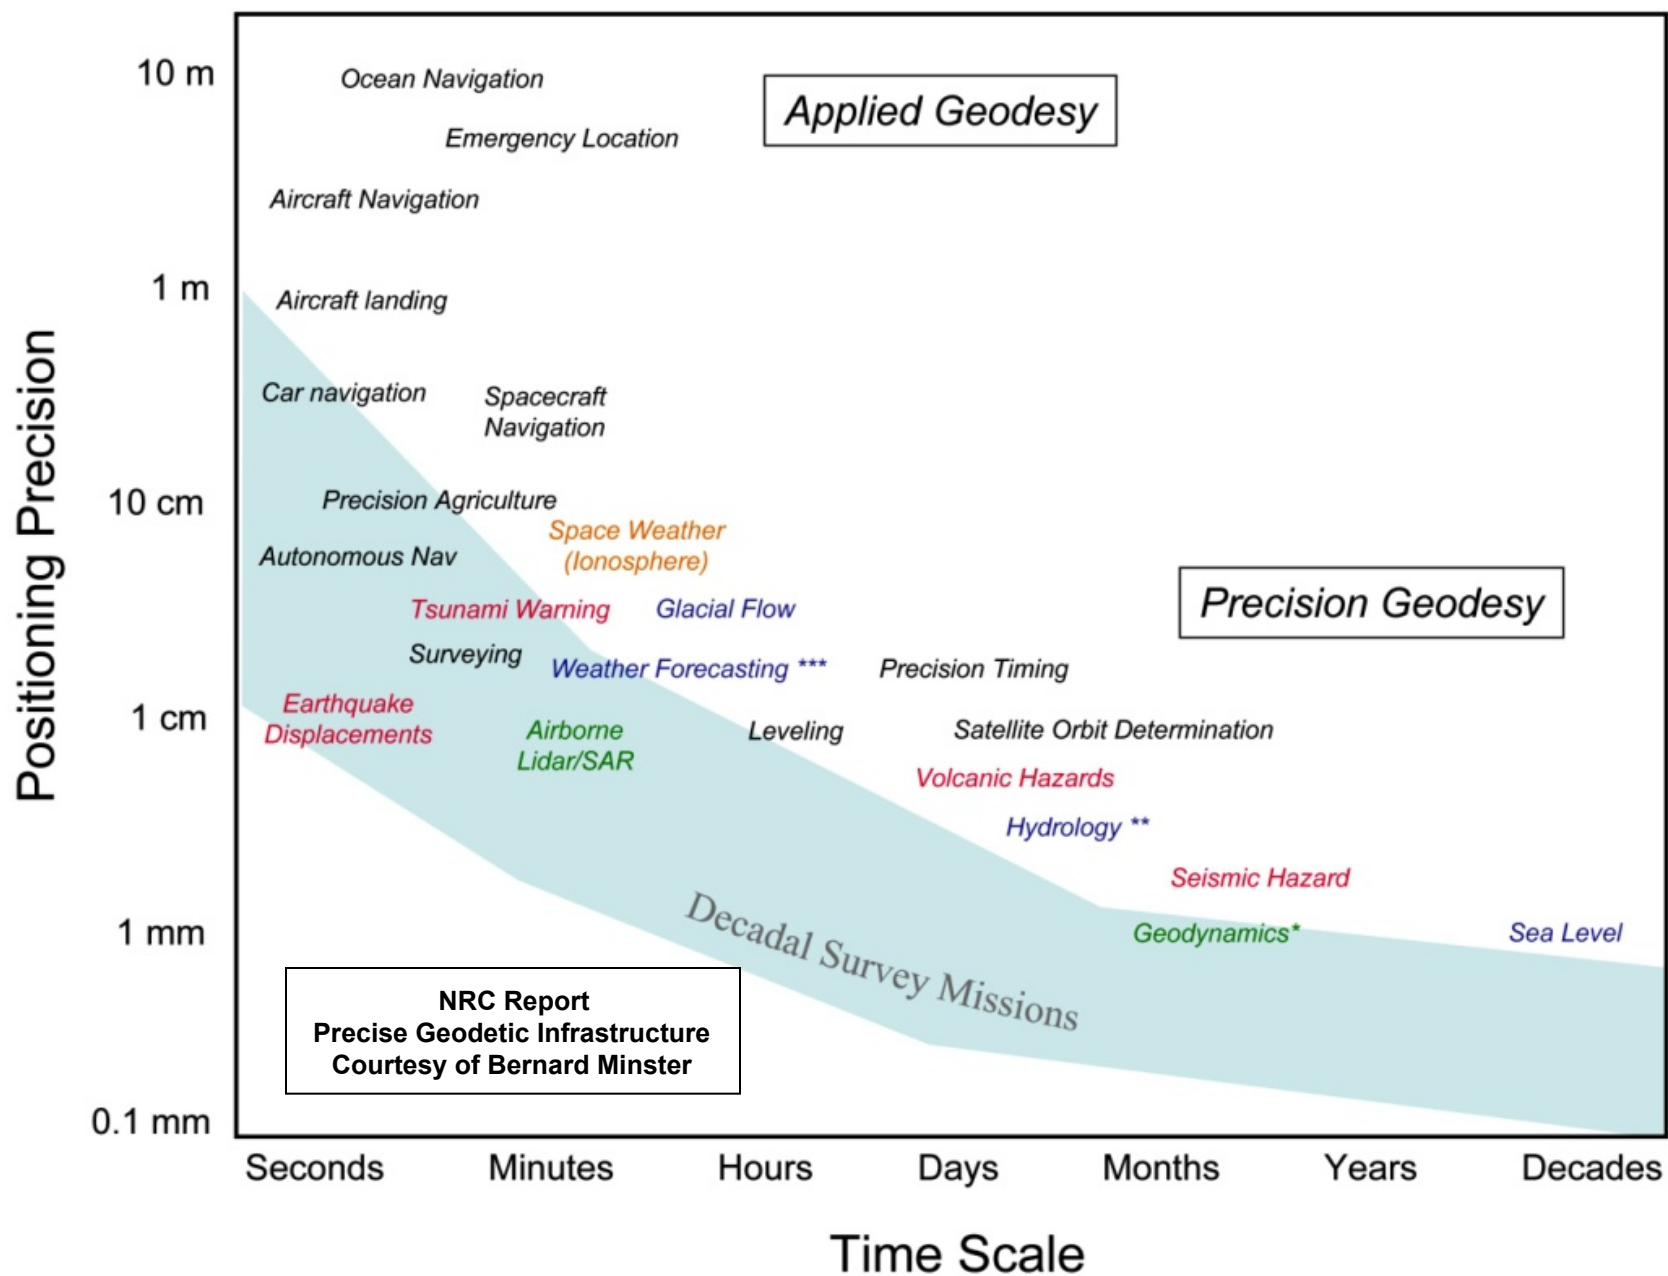 10 m
Ocean Navigation
Applied Geodesy
Emergency Location
Aircraft Navigation
1 m
Aircraft landing
Car navigation
Spacecraft
Navigation
10 cm
Precision Agriculture
Space Weather
(Ionosphere)
Autonomous Nav
Tsunami Warning
Glacial Flow
Precision Geodesy
Surveying
Weather Forecasting ***
Precision Timing
Earthquake
Displacements
1 cm
Airborne
Lidar/SAR
Leveling
Satellite Orbit Determination
Volcanic Hazards
Hydrology **
Seismic Hazard
1 mm
Geodynamics*
Sea Level
Decadal Survey Missions
NRC Report
Precise Geodetic Infrastructure
Courtesy of Bernard Minster
0.1 mm
Positioning Precision
Seconds Minutes Hours Days Months Years Decades
Time Scale